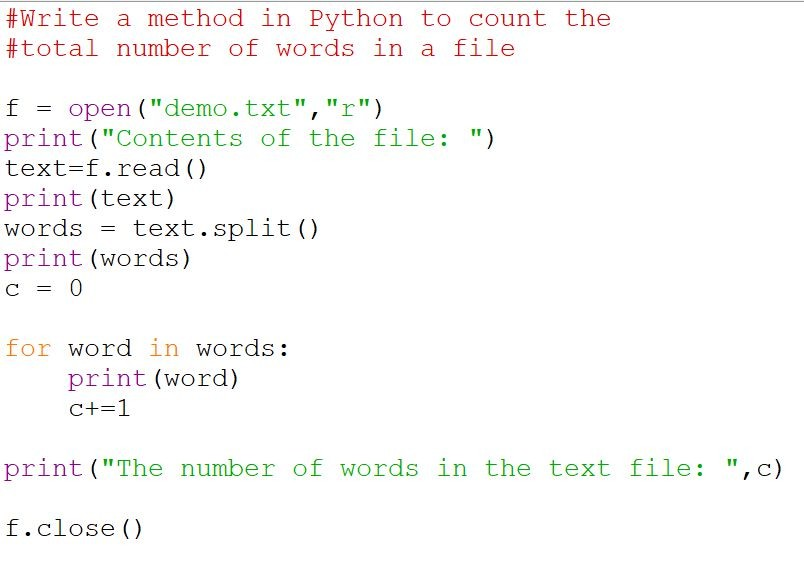 #Write a method in Python to count the
#total number of words in a file
f = open("demo.txt","r")
print("Contents of the file: ")
text=f.read()
print(text)
words = text.split()
print(words)
c = 0
for word in words:
    print(word)
    c+=1
print("The number of words in the text file: ",c)
f.close()